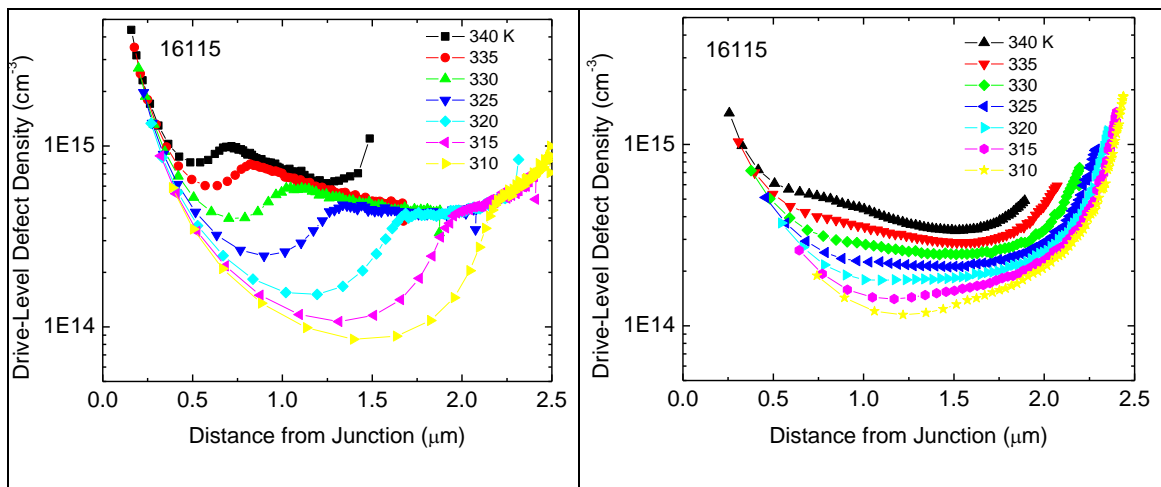 16115
340 K
335
330
325
320
315
310
1E15
1E14
Drive-Level Defect Density (cm-3)
0.0 0.5 1.0 1.5 2.0 2.5
Distance from Junction (μm)
16115
340 K
335
330
325
320
315
310
1E15
1E14
Drive-Level Defect Density (cm-3)
0.0 0.5 1.0 1.5 2.0 2.5
Distance from Junction (μm)